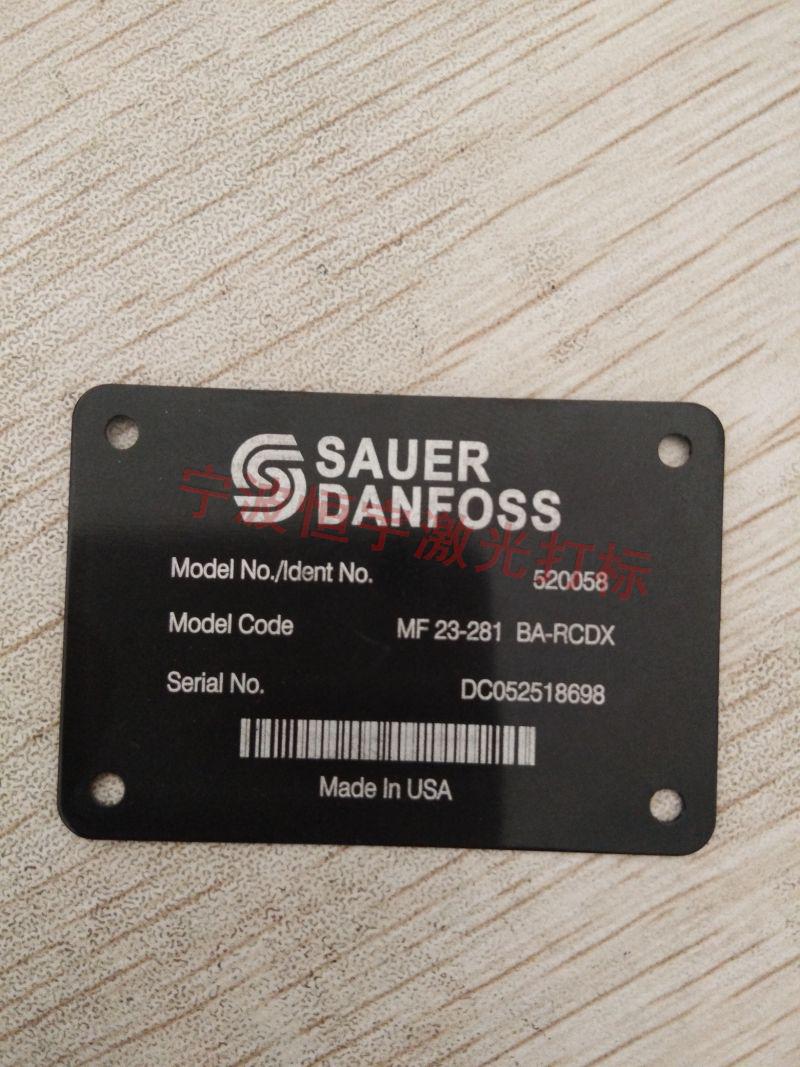 SAUER
DANFOSS
宁波恒宇激光打标
Model No./Ident No. 520058
Model Code MF 23-281 BA-RCDX
Serial No. DC052518698
Made In USA